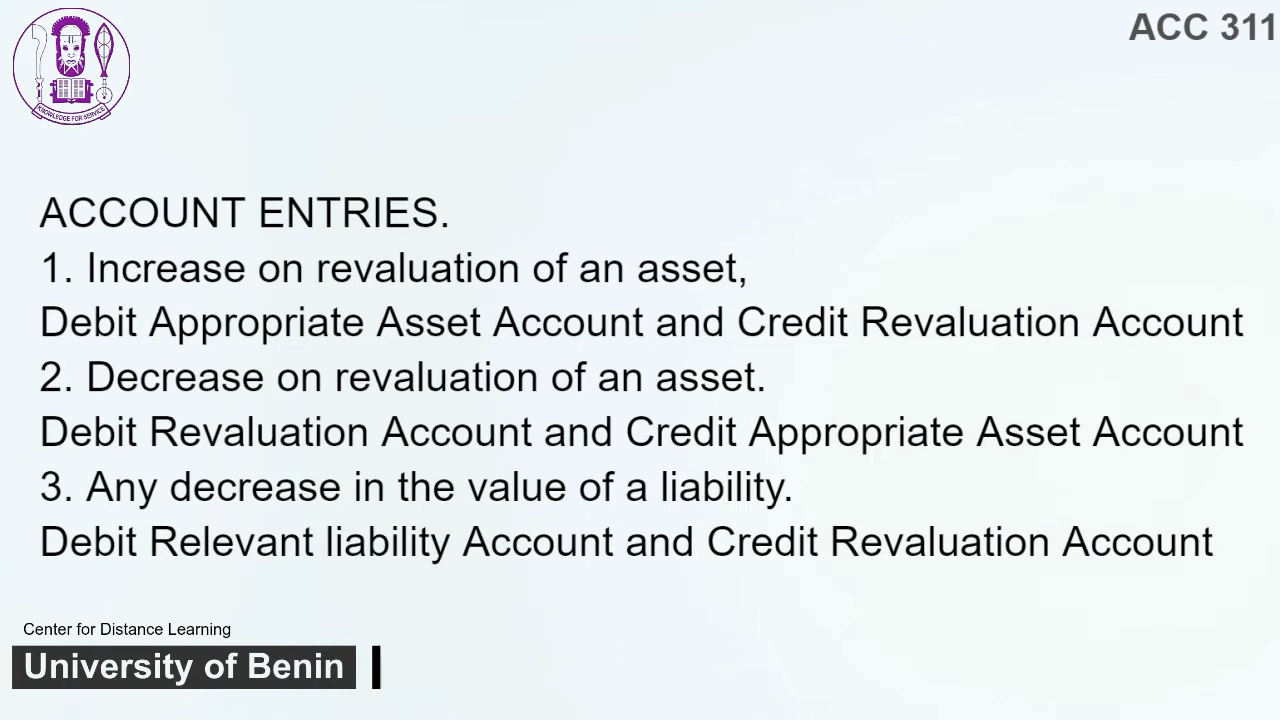 ACC 311
KNOWLEDGE FOR SERVICE
ACCOUNT ENTRIES.
1. Increase on revaluation of an asset,
Debit Appropriate Asset Account and Credit Revaluation Account
2. Decrease on revaluation of an asset.
Debit Revaluation Account and Credit Appropriate Asset Account
3. Any decrease in the value of a liability.
Debit Relevant liability Account and Credit Revaluation Account
Center for Distance Learning
University of Benin